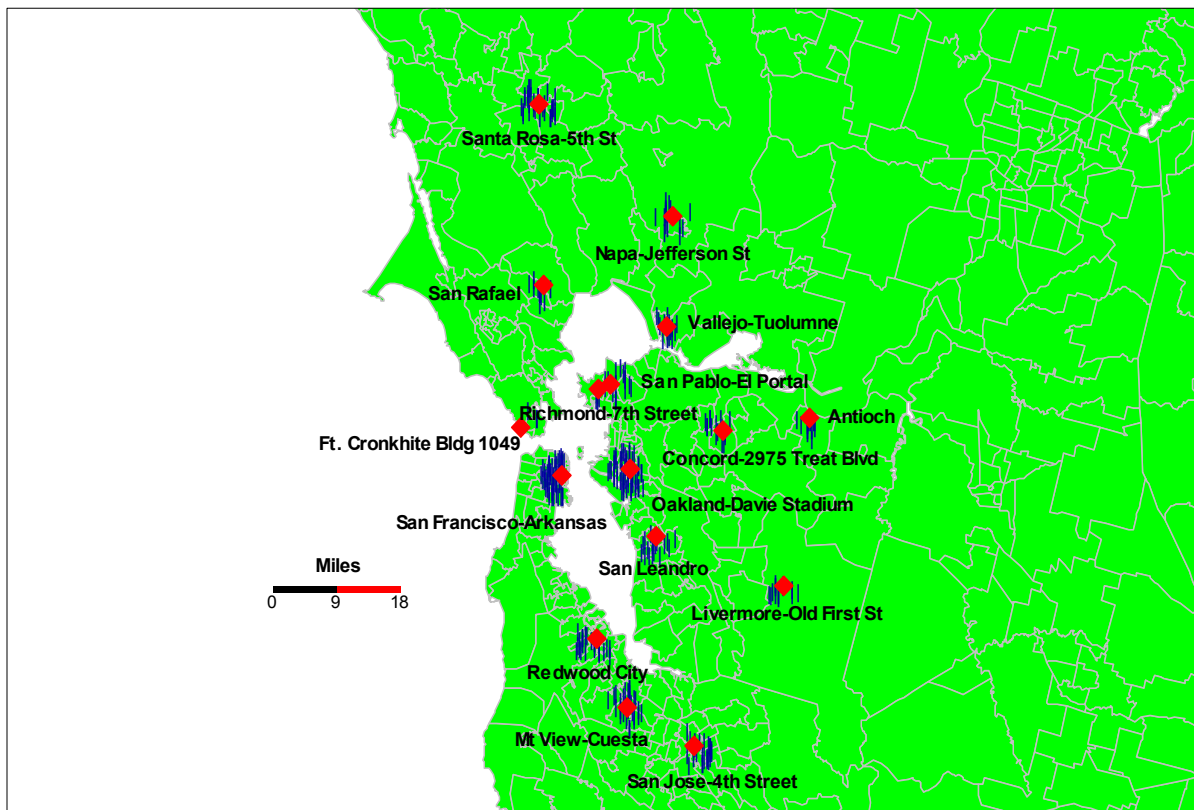 Santa Rosa-5th St
Napa-Jefferson St
San Rafael
Vallejo-Tuolumne
San Pablo-El Portal
Richmond-7th Street
Antioch
Ft. Cronkhite Bldg 1049
Concord-2975 Treat Blvd
Oakland-Davie Stadium
San Francisco-Arkansas
Miles
San Leandro
0 9 18
Livermore-Old First St
Redwood City
Mt View-Cuesta
San Jose-4th Street